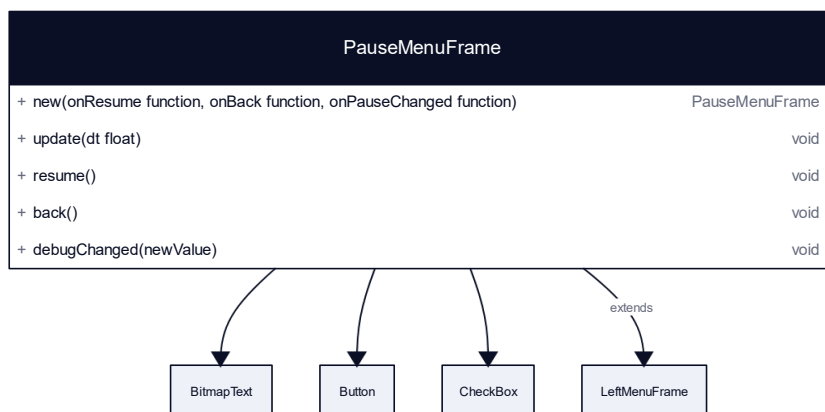 PauseMenuFrame
+ new(onResume function, onBack function, onPauseChanged function) PauseMenuFrame
+ update(dt float) void
+ resume() void
+ back() void
+ debugChanged(newValue) void
extends
BitmapText Button CheckBox LeftMenuFrame